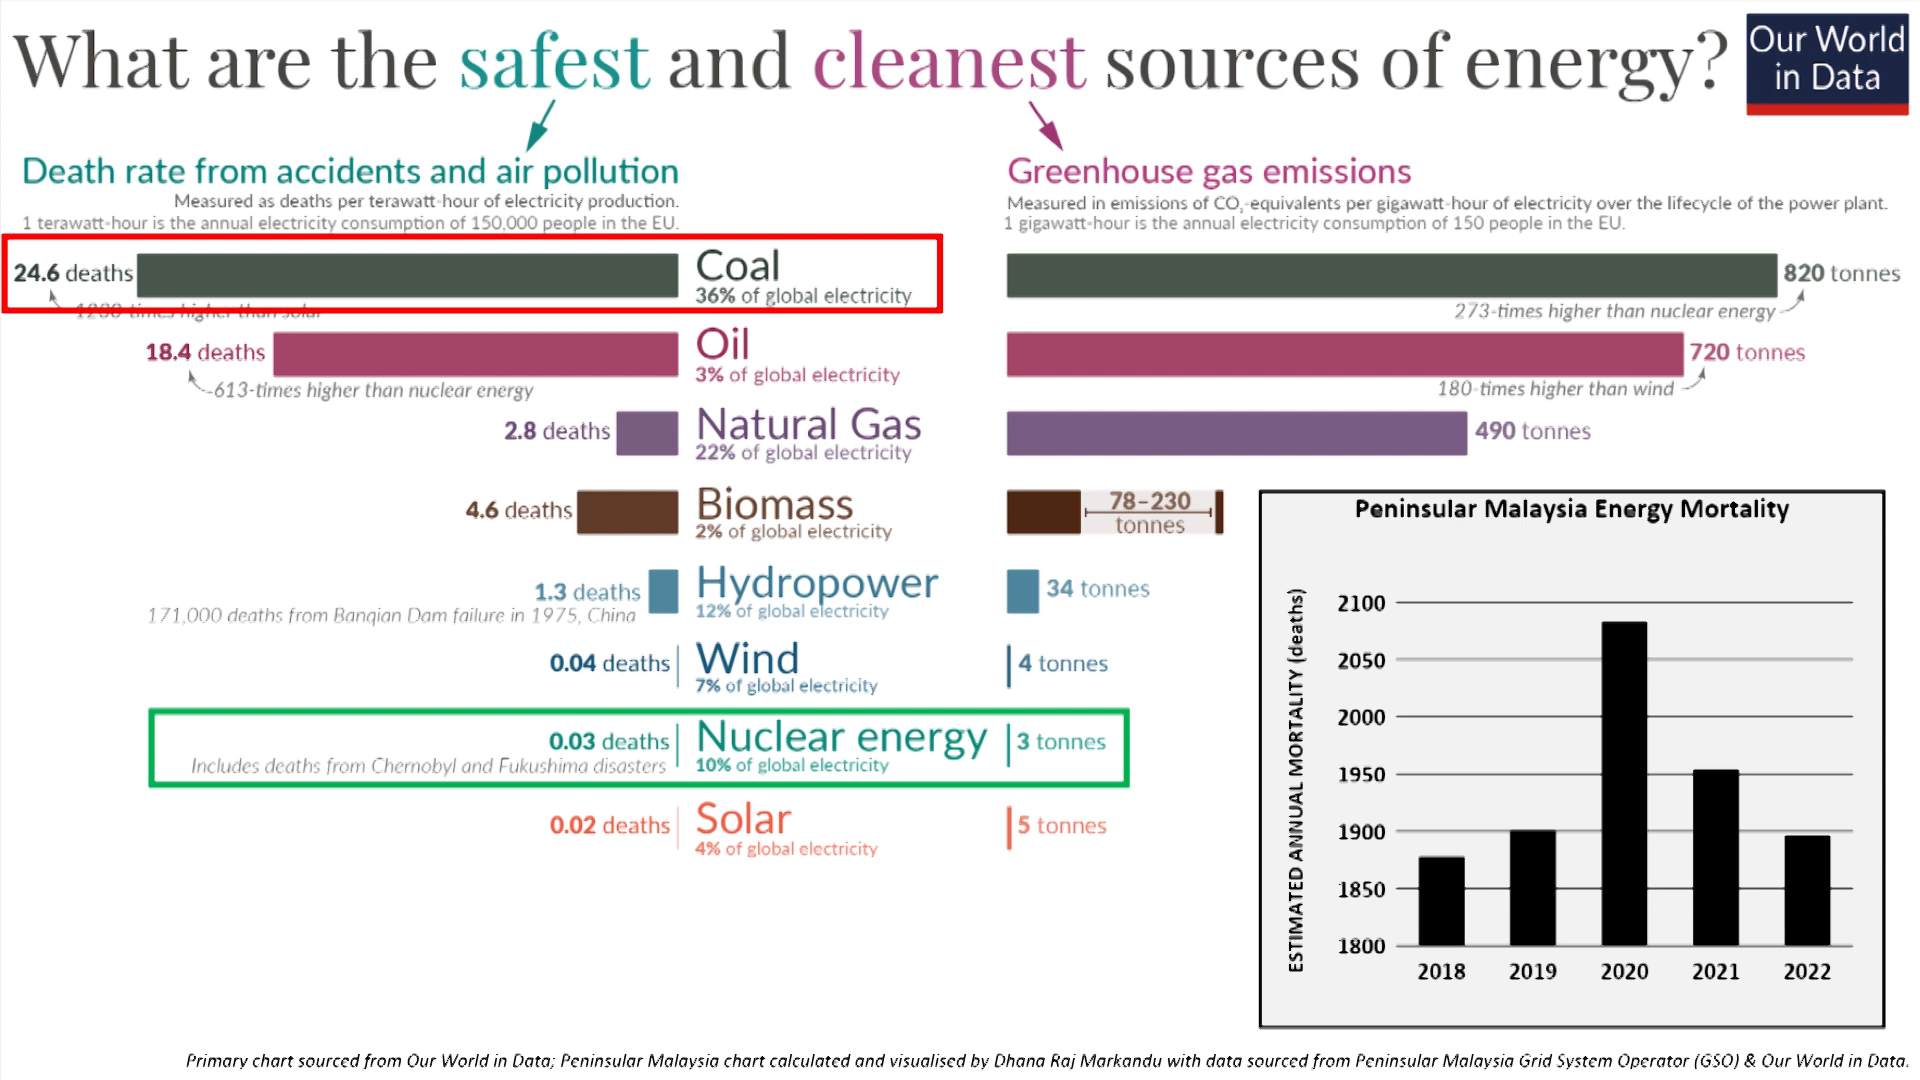 What are the safest and cleanest sources of energy?
Our World
in Data
Death rate from accidents and air pollution
Measured as deaths per terawatt-hour of electricity production.
1 terawatt-hour is the annual electricity consumption of 150,000 people in the EU.
Greenhouse gas emissions
Measured in emissions of CO₂-equivalents per gigawatt-hour of electricity over the lifecycle of the power plant.
1 gigawatt-hour is the annual electricity consumption of 150 people in the EU.
24.6 deaths
1230-times higher than solar
Coal
36% of global electricity
820 tonnes
273-times higher than nuclear energy
18.4 deaths
613-times higher than nuclear energy
Oil
3% of global electricity
720 tonnes
180-times higher than wind
2.8 deaths
Natural Gas
22% of global electricity
490 tonnes
4.6 deaths
Biomass
2% of global electricity
78–230
tonnes
1.3 deaths
171,000 deaths from Banqian Dam failure in 1975, China
Hydropower
12% of global electricity
34 tonnes
0.04 deaths
Wind
7% of global electricity
4 tonnes
0.03 deaths
Includes deaths from Chernobyl and Fukushima disasters
Nuclear energy
10% of global electricity
3 tonnes
0.02 deaths
Solar
4% of global electricity
5 tonnes
Peninsular Malaysia Energy Mortality
ESTIMATED ANNUAL MORTALITY (deaths)
2100
2050
2000
1950
1900
1850
1800
2018 2019 2020 2021 2022
Primary chart sourced from Our World in Data; Peninsular Malaysia chart calculated and visualised by Dhana Raj Markandu with data sourced from Peninsular Malaysia Grid System Operator (GSO) & Our World in Data.